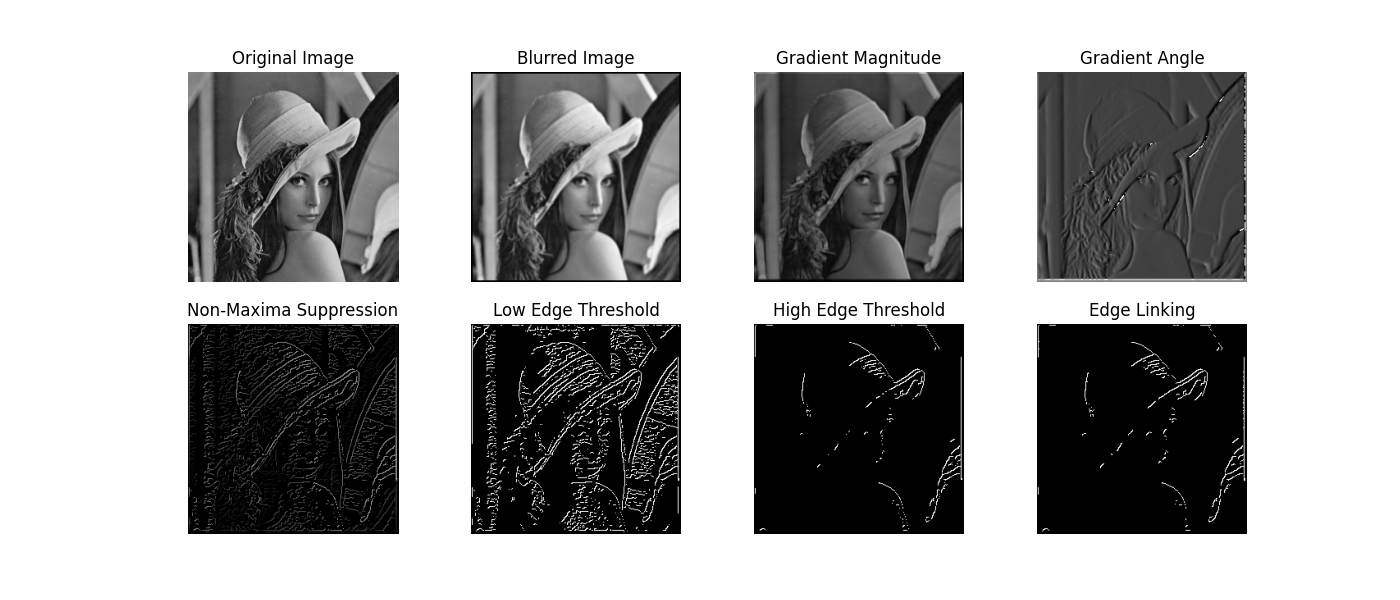 Original Image
Blurred Image
Gradient Magnitude
Gradient Angle
Non-Maxima Suppression
Low Edge Threshold
High Edge Threshold
Edge Linking